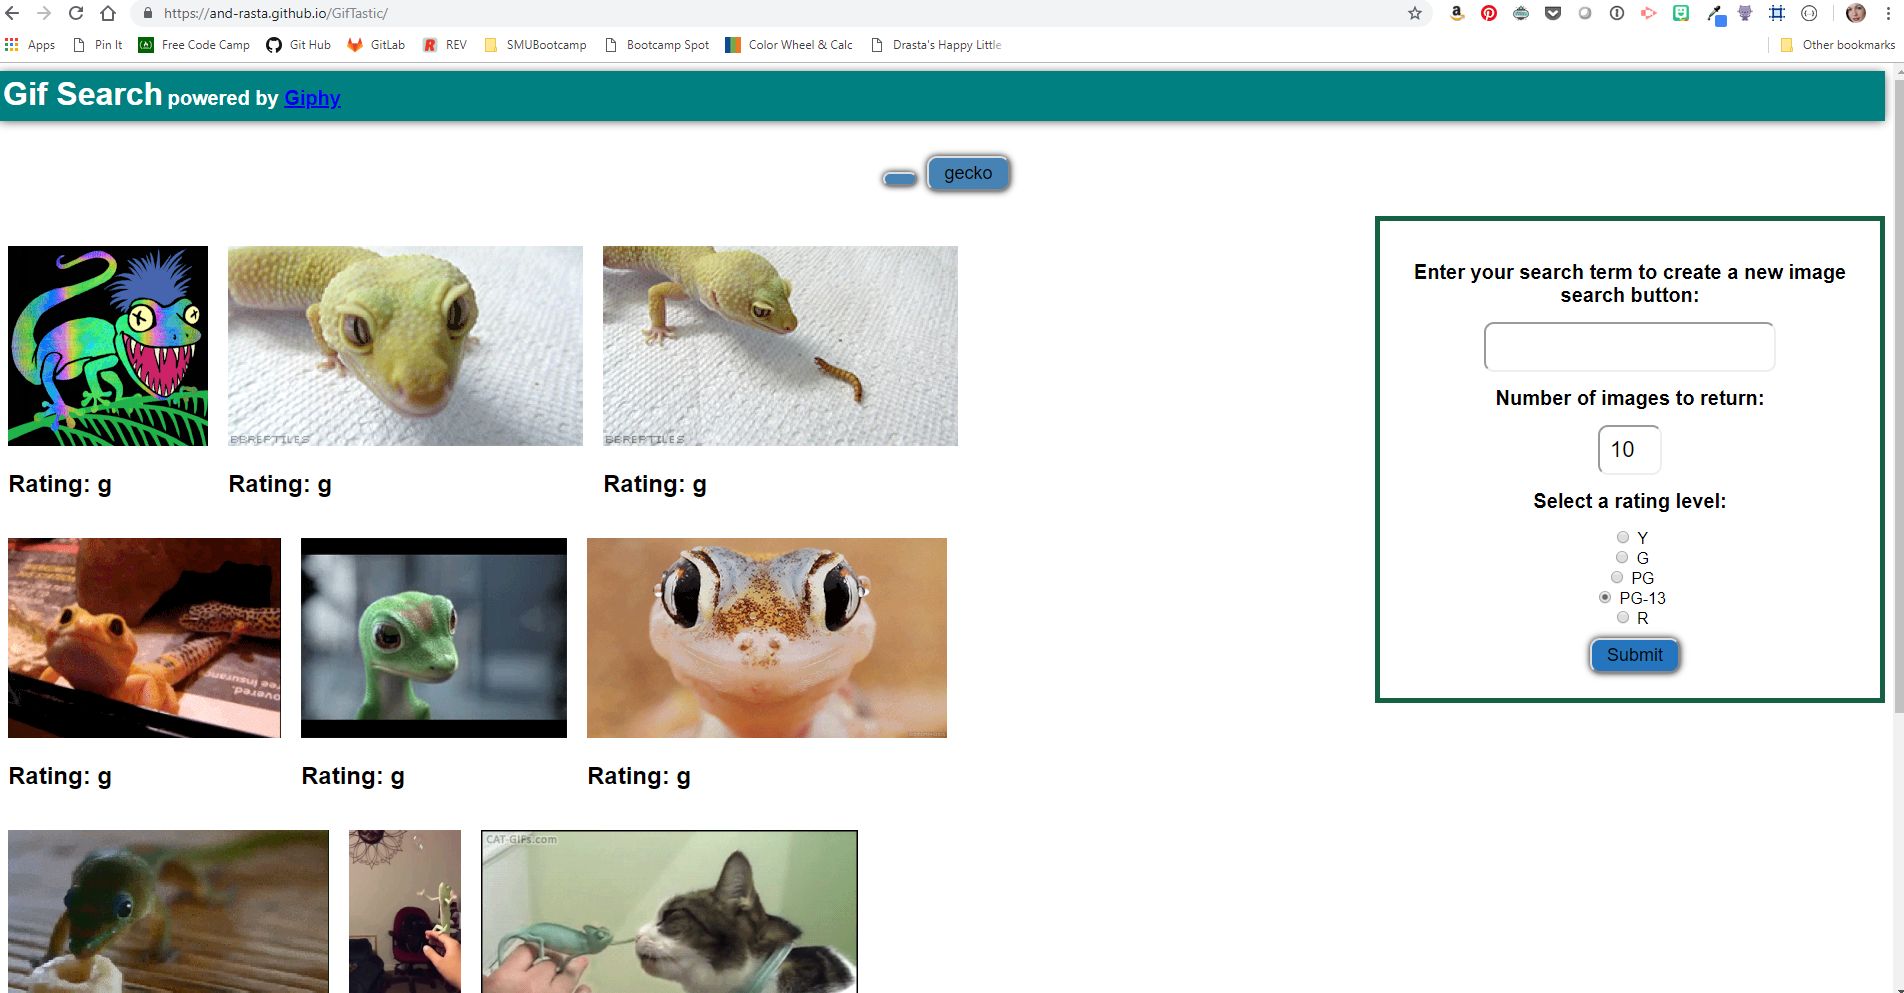 https://and-rasta.github.io/GifTastic/
Apps Pin It Free Code Camp Git Hub GitLab REV SMUBootcamp Bootcamp Spot Color Wheel & Calc Drasta's Happy Little Other bookmarks
Gif Search powered by Giphy
gecko
Enter your search term to create a new image
search button:
Number of images to return:
10
Select a rating level:
Y
G
PG
PG-13
R
Submit
BBREPTILES
BBREPTILES
Rating: g
Rating: g
Rating: g
Rating: g
Rating: g
Rating: g
CAT-GIFs.com